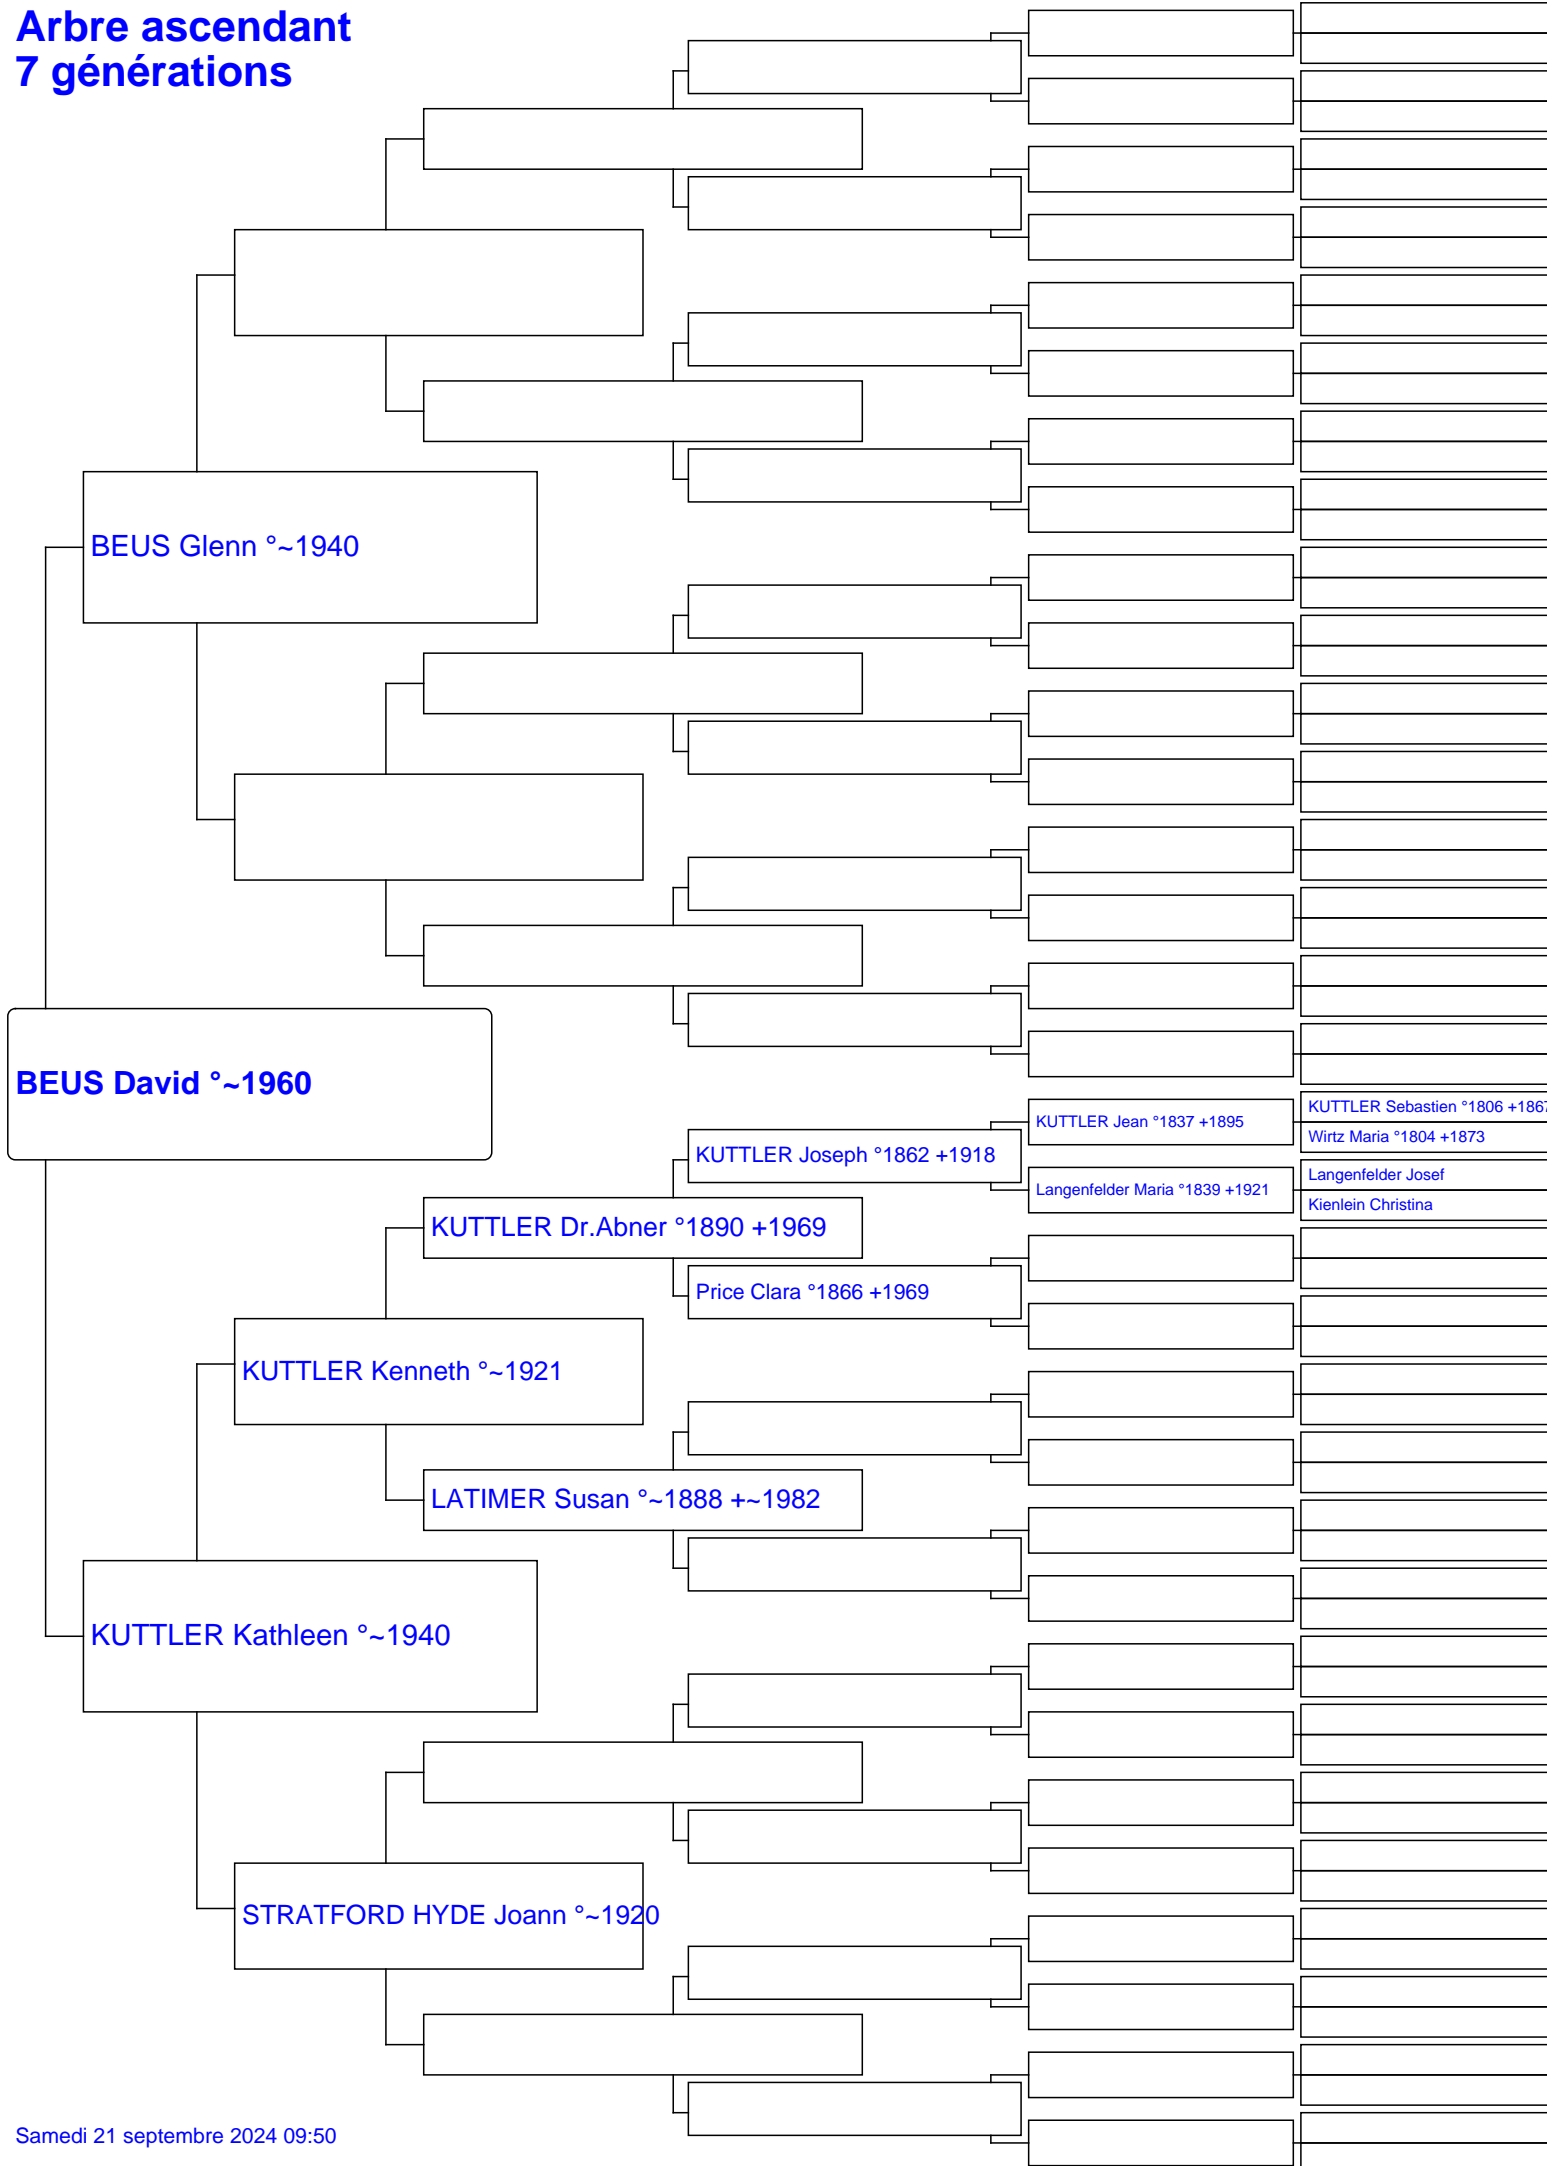 Arbre ascendant
7 générations
BEUS Glenn °~1940
BEUS David °~1960
KUTTLER Jean °1837 +1895
KUTTLER Sebastien °1806 +1867
Wirtz Maria °1804 +1873
KUTTLER Joseph °1862 +1918
Langenfelder Maria °1839 +1921
Langenfelder Josef
Kienlein Christina
KUTTLER Dr.Abner °1890 +1969
Price Clara °1866 +1969
KUTTLER Kenneth °~1921
LATIMER Susan °~1888 +~1982
KUTTLER Kathleen °~1940
STRATFORD HYDE Joann °~1920
Samedi 21 septembre 2024 09:50